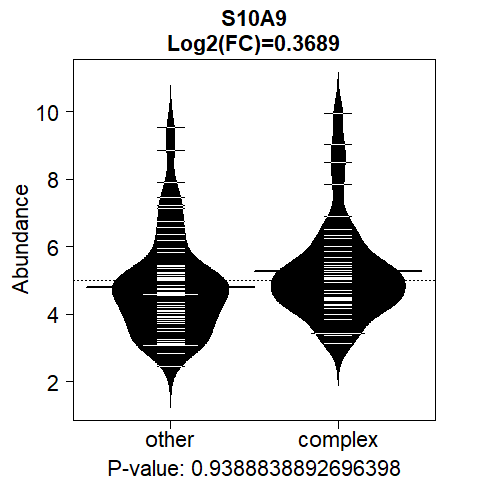 S10A9
Log2(FC)=0.3689
Abundance
10
8
6
4
2
other complex
P-value: 0.9388838892696398